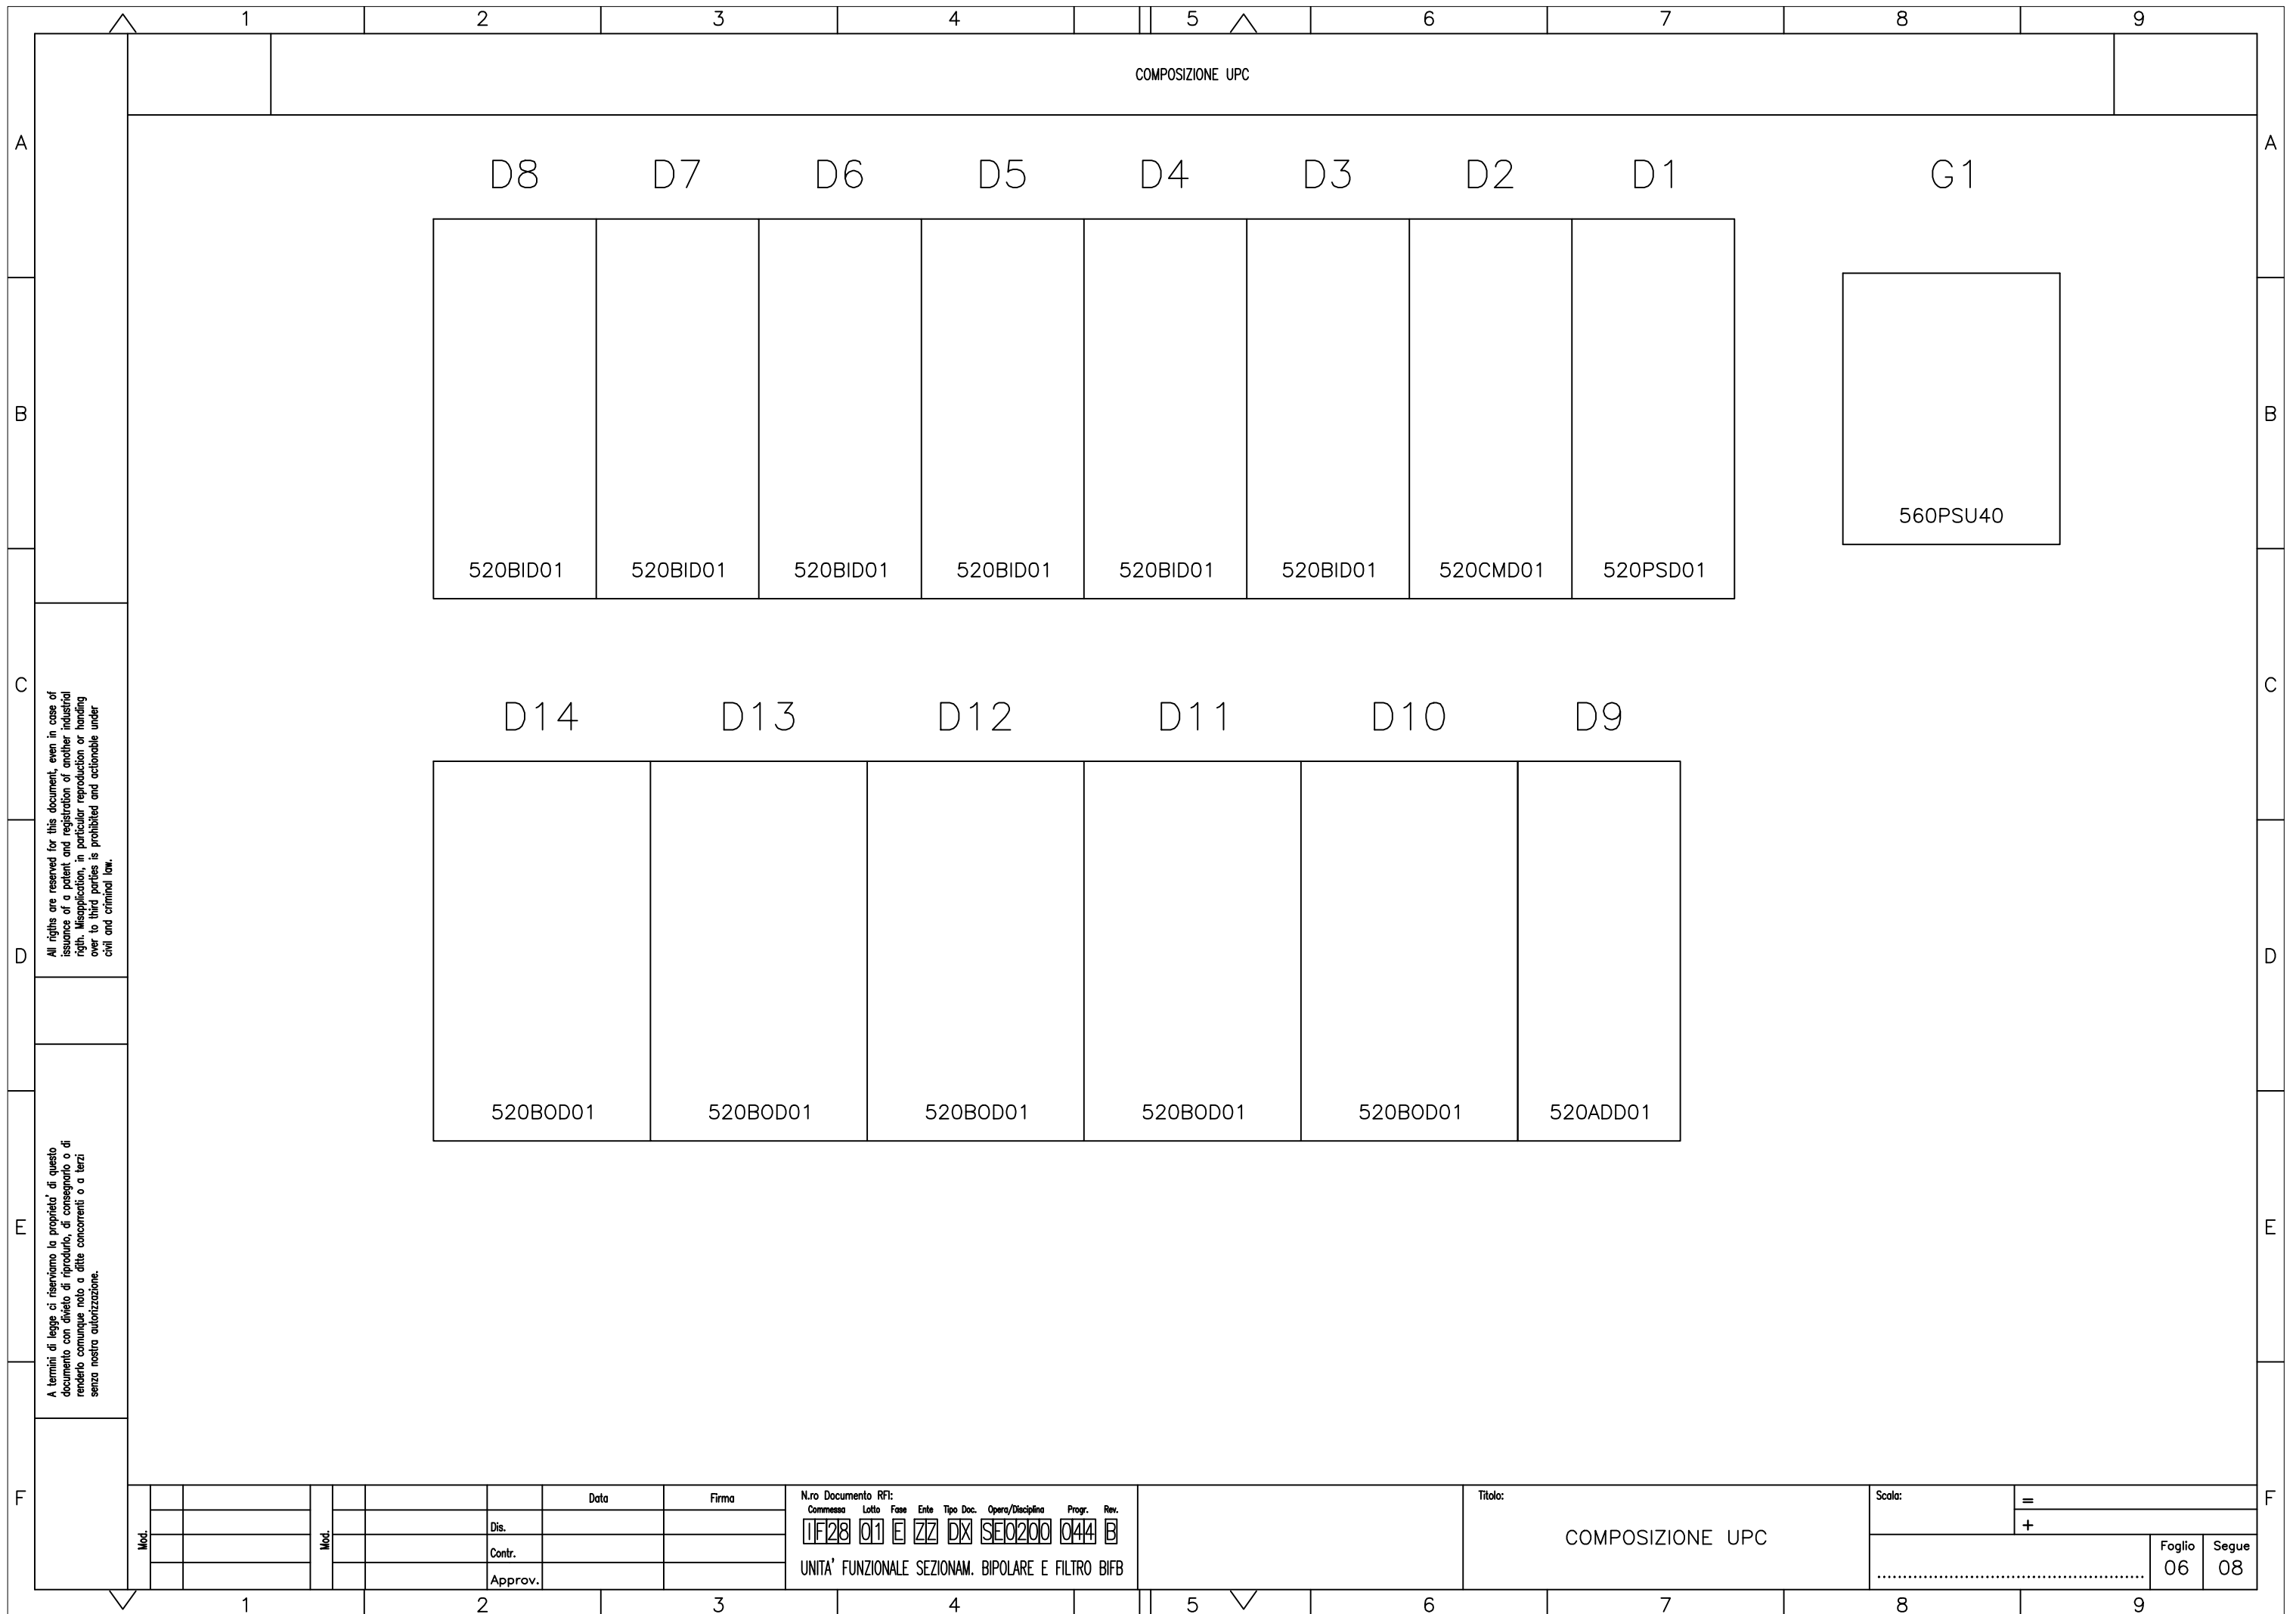 1 2 3 4 5 6 7 8 9
COMPOSIZIONE UPC
A A
D8 D7 D6 D5 D4 D3 D2 D1 G1
B B
560PSU40
520BID01 520BID01 520BID01 520BID01 520BID01 520BID01 520CMD01 520PSD01
C C
D14 D13 D12 D11 D10 D9
All rigths are reserved for this document, even in case of
issuance of a patent and registration of another industrial
rigth. Misapplication, in particular reproduction or handing
over to third parties is prohibited and actionable under
civil and criminal law.
D D
520BOD01 520BOD01 520BOD01 520BOD01 520BOD01 520ADD01
A termini di legge ci riserviamo la proprieta' di questo
documento con divieto di riprodurlo, di consegnarlo o di
renderlo comunque noto a ditte concorrenti o a terzi
senza nostra autorizzazione.
E E
F F
Mod.
Mod.
Data Firma
Dis.
Contr.
Approv.
N.ro Documento RFI:
Commessa Lotto Fase Ente Tipo Doc. Opera/Disciplina Progr. Rev.
IF28 01 E ZZ DX SE0200 044 B
UNITA' FUNZIONALE SEZIONAM. BIPOLARE E FILTRO BIFB
Titolo:
COMPOSIZIONE UPC
Scala:
=
+
Foglio Segue
06 08
1 2 3 4 5 6 7 8 9